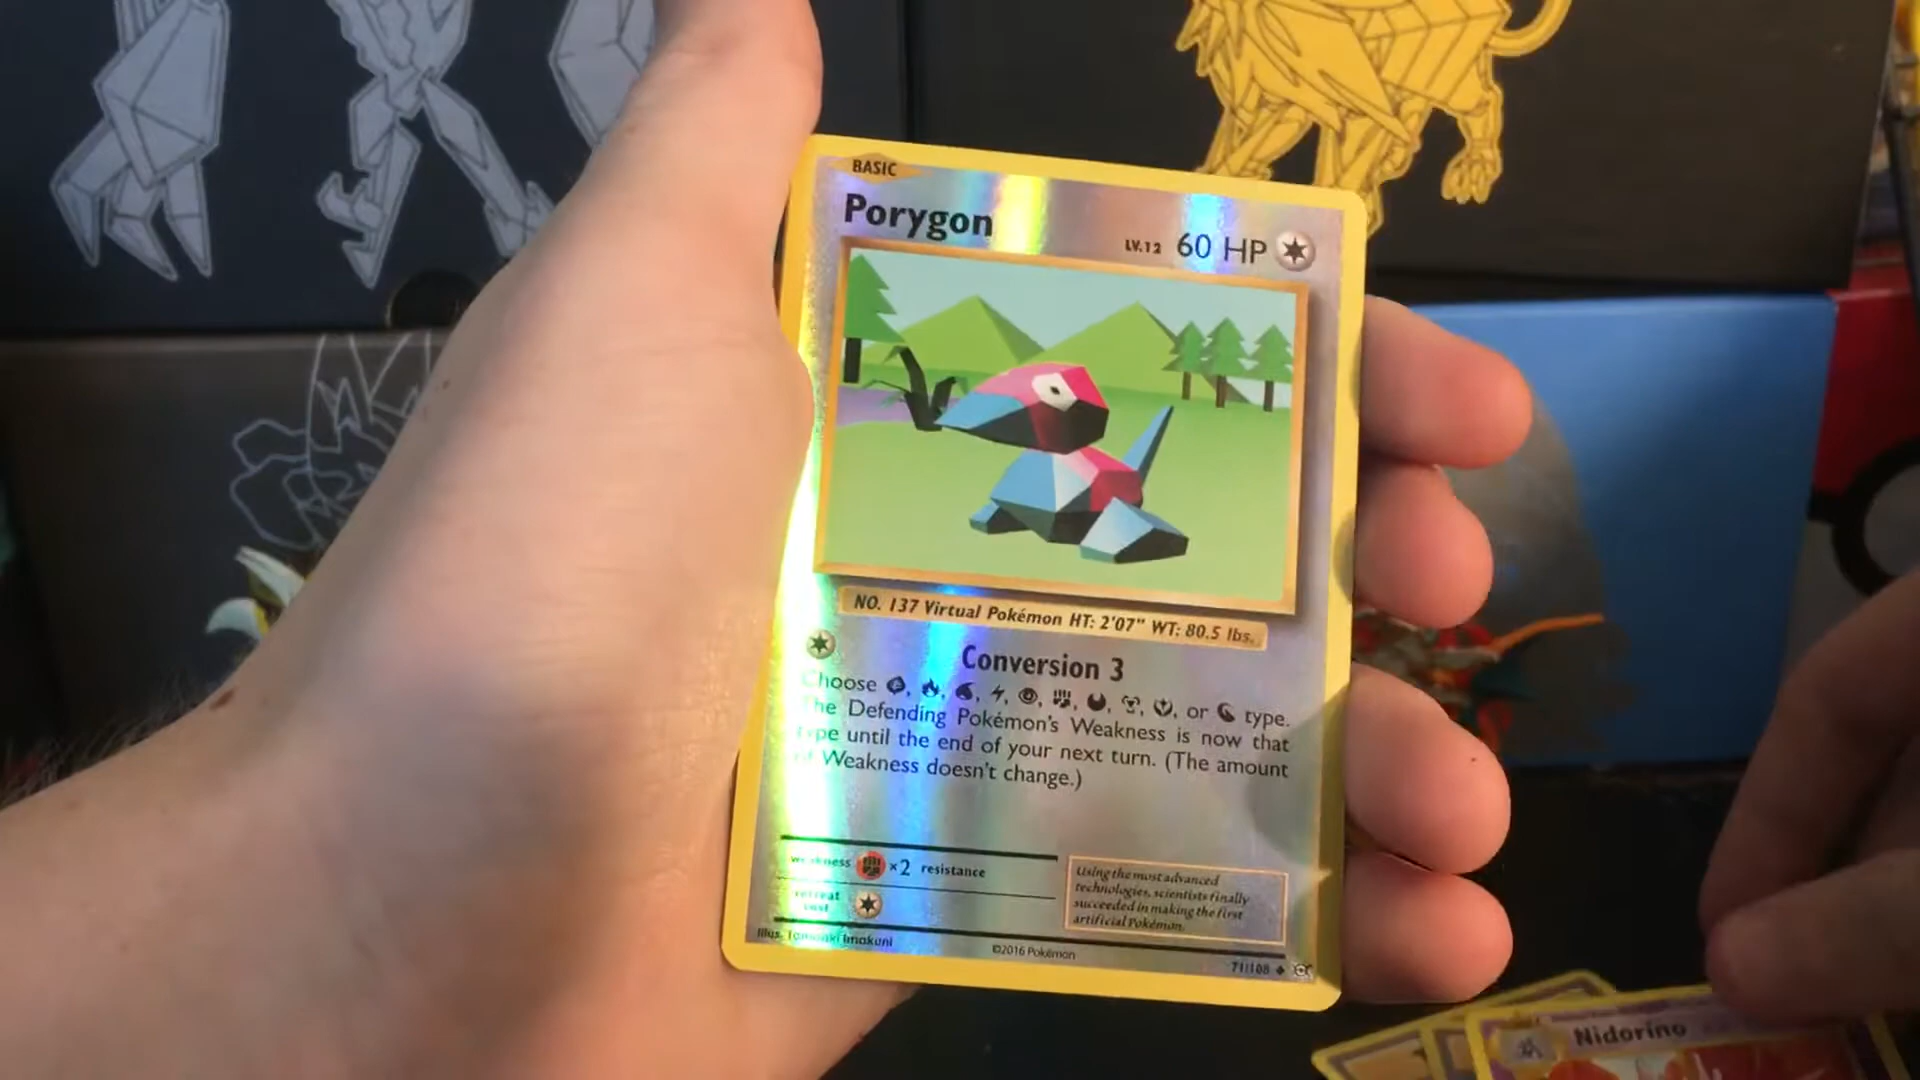 BASIC
Porygon
LV.12 60 HP
NO. 137 Virtual Pokémon HT: 2'07" WT: 80.5 lbs.
Conversion 3
Choose , , , , , , , , , or type.
The Defending Pokémon's Weakness is now that
type until the end of your next turn. (The amount
of Weakness doesn't change.)
weakness ×2 resistance
retreat
cost
Using the most advanced
technologies, scientists finally
succeeded in making the first
artificial Pokémon.
Illus. Tomoaki Imakuni
©2016 Pokémon
71/108
Nidorino